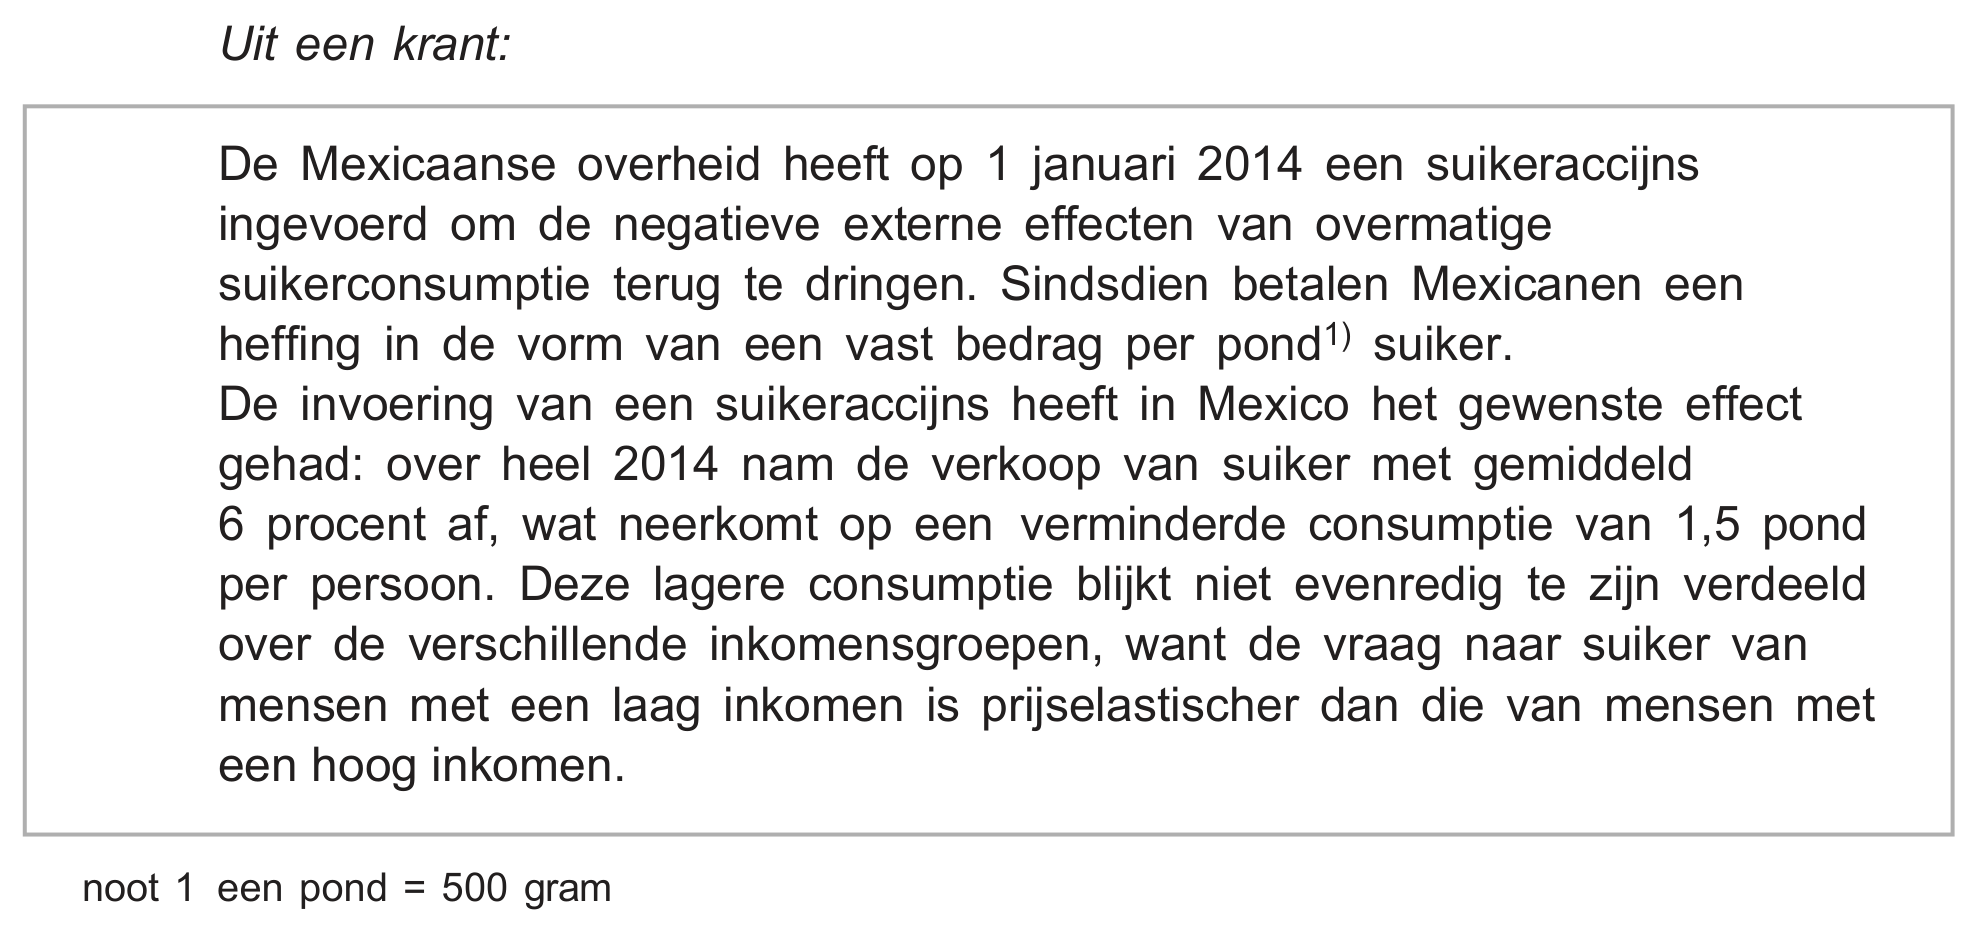 Uit een krant:
De Mexicaanse overheid heeft op 1 januari 2014 een suikeraccijns
ingevoerd om de negatieve externe effecten van overmatige
suikerconsumptie terug te dringen. Sindsdien betalen Mexicanen een
heffing in de vorm van een vast bedrag per pond¹⁾ suiker.
De invoering van een suikeraccijns heeft in Mexico het gewenste effect
gehad: over heel 2014 nam de verkoop van suiker met gemiddeld
6 procent af, wat neerkomt op een verminderde consumptie van 1,5 pond
per persoon. Deze lagere consumptie blijkt niet evenredig te zijn verdeeld
over de verschillende inkomensgroepen, want de vraag naar suiker van
mensen met een laag inkomen is prijselastischer dan die van mensen met
een hoog inkomen.
noot 1 een pond = 500 gram